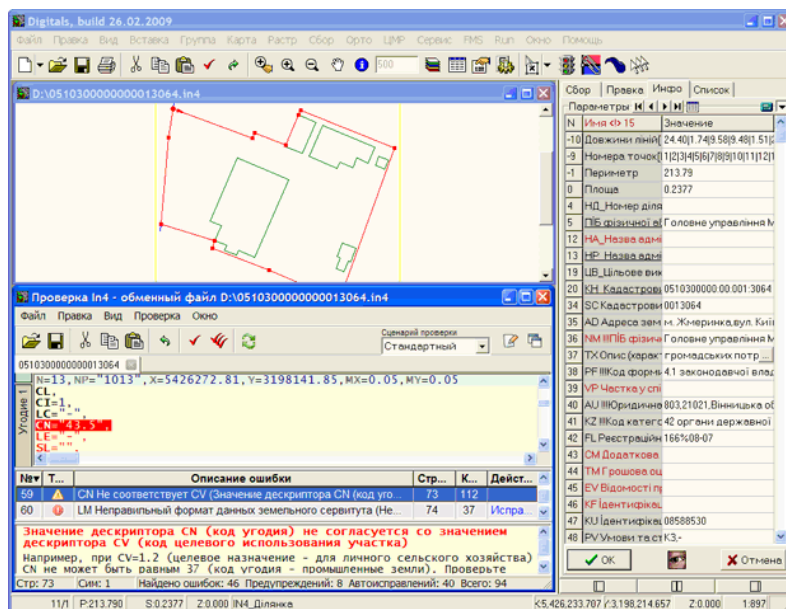 Digitals, build 26.02.2009
Файл Правка Вид Вставка Группа Карта Растр Сбор Орто ЦМР Сервис FMS Run Окно Помощь
500
D:\0510300000000013064.in4
Сбор Правка Инфо Список
Параметры
N Имя <I> 15 Значение
-10 Довжини ліній[ 24.40|1.74|9.58|9.48|1.51|2
-9 Номера точок[ 1|2|3|4|5|6|7|8|9|10|11|12|1
-1 Периметр 213.79
0 Площа 0.2377
4 НД_Номер діля
5 ПІБ фізичної Головне управління М
12 НА_Назва адмі
13 НР_Назва адмі
19 ЦВ_Цільове вик
20 КН_Кадастрови 0510300000:00:001:3064
34 SC Кадастрови 0013064
35 AD Адреса зем м. Жмеринка,вул. Киї
36 NM !!!ПІБ фізичн Головне управління М
37 TX Опис (харак громадських потр ...
38 PF !!!Код форми 4.1 законодавчої влад
39 VP Частка у спі
40 AU !!!Юридична 803,21021,Вінницька об
41 KZ !!!Код катего 42 органи державної
42 FL Реєстраційн 166%08-07
43 CM Додаткова
44 TM Грошова оц
45 EV Відомості п
46 KF Ідентифікац
47 KU Ідентифікац 08588530
48 PV Умови та ст К3,-
OK Отмена
Проверка In4 - обменный файл D:\0510300000000013064.in4
Файл Правка Вид Проверка Окно
Сценарий проверки
Стандартный
0510300000000013064
Угодие 1
N=13,NP="1013",X=5426272.81,Y=3198141.85,MX=0.05,MY=0.05
CL,
CI=1,
LC="-",
CN="43.5",
LE="-",
SL="",
№ Т... Описание ошибки Стр... К... Дейст...
59 CN Не соответствует CV (Значение дескриптора CN (код уго... 73 112
60 LM Неправильный формат данных земельного сервитута (Не... 74 37 Испра...
Значение дескриптора CN (код угодия) не согласуется со значением
дескриптора CV (код целевого использования участка)
Например, при CV=1.2 (целевое назначение - для личного сельского хозяйства)
CN не может быть равным 37 (код угодия - промышленные земли). Проверьте
Стр: 73 Сим: 1 Найдено ошибок: 46 Предупреждений: 8 Автоисправлений: 40 Всего: 94
11/1 P:213.790 S:0.2377 Z:0.000 IN4_Ділянка X:5,426,233.707 Y:3,198,214.657 Z:0.000 1:897